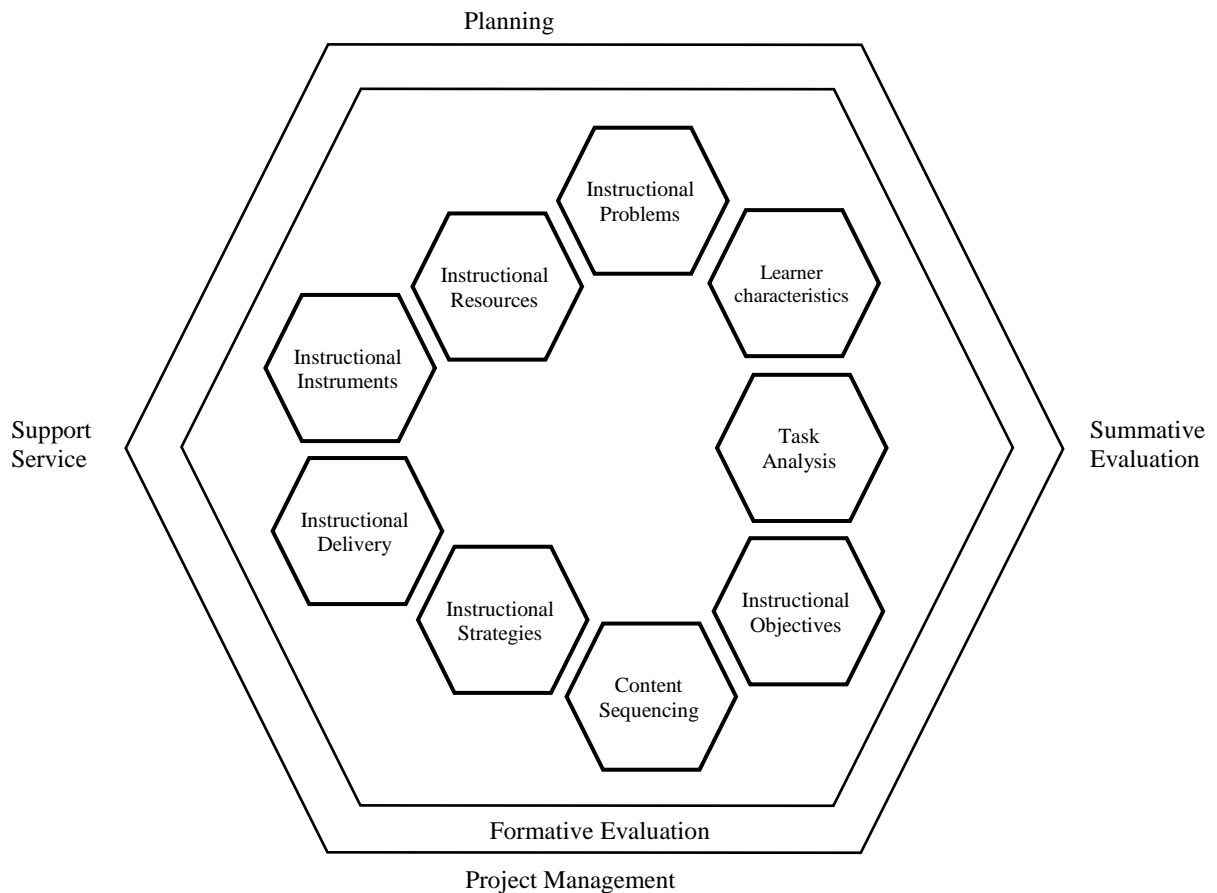 Planning
Instructional
Problems
Learner
characteristics
Instructional
Resources
Instructional
Instruments
Task
Analysis
Support
Service
Summative
Evaluation
Instructional
Delivery
Instructional
Objectives
Instructional
Strategies
Content
Sequencing
Formative Evaluation
Project Management